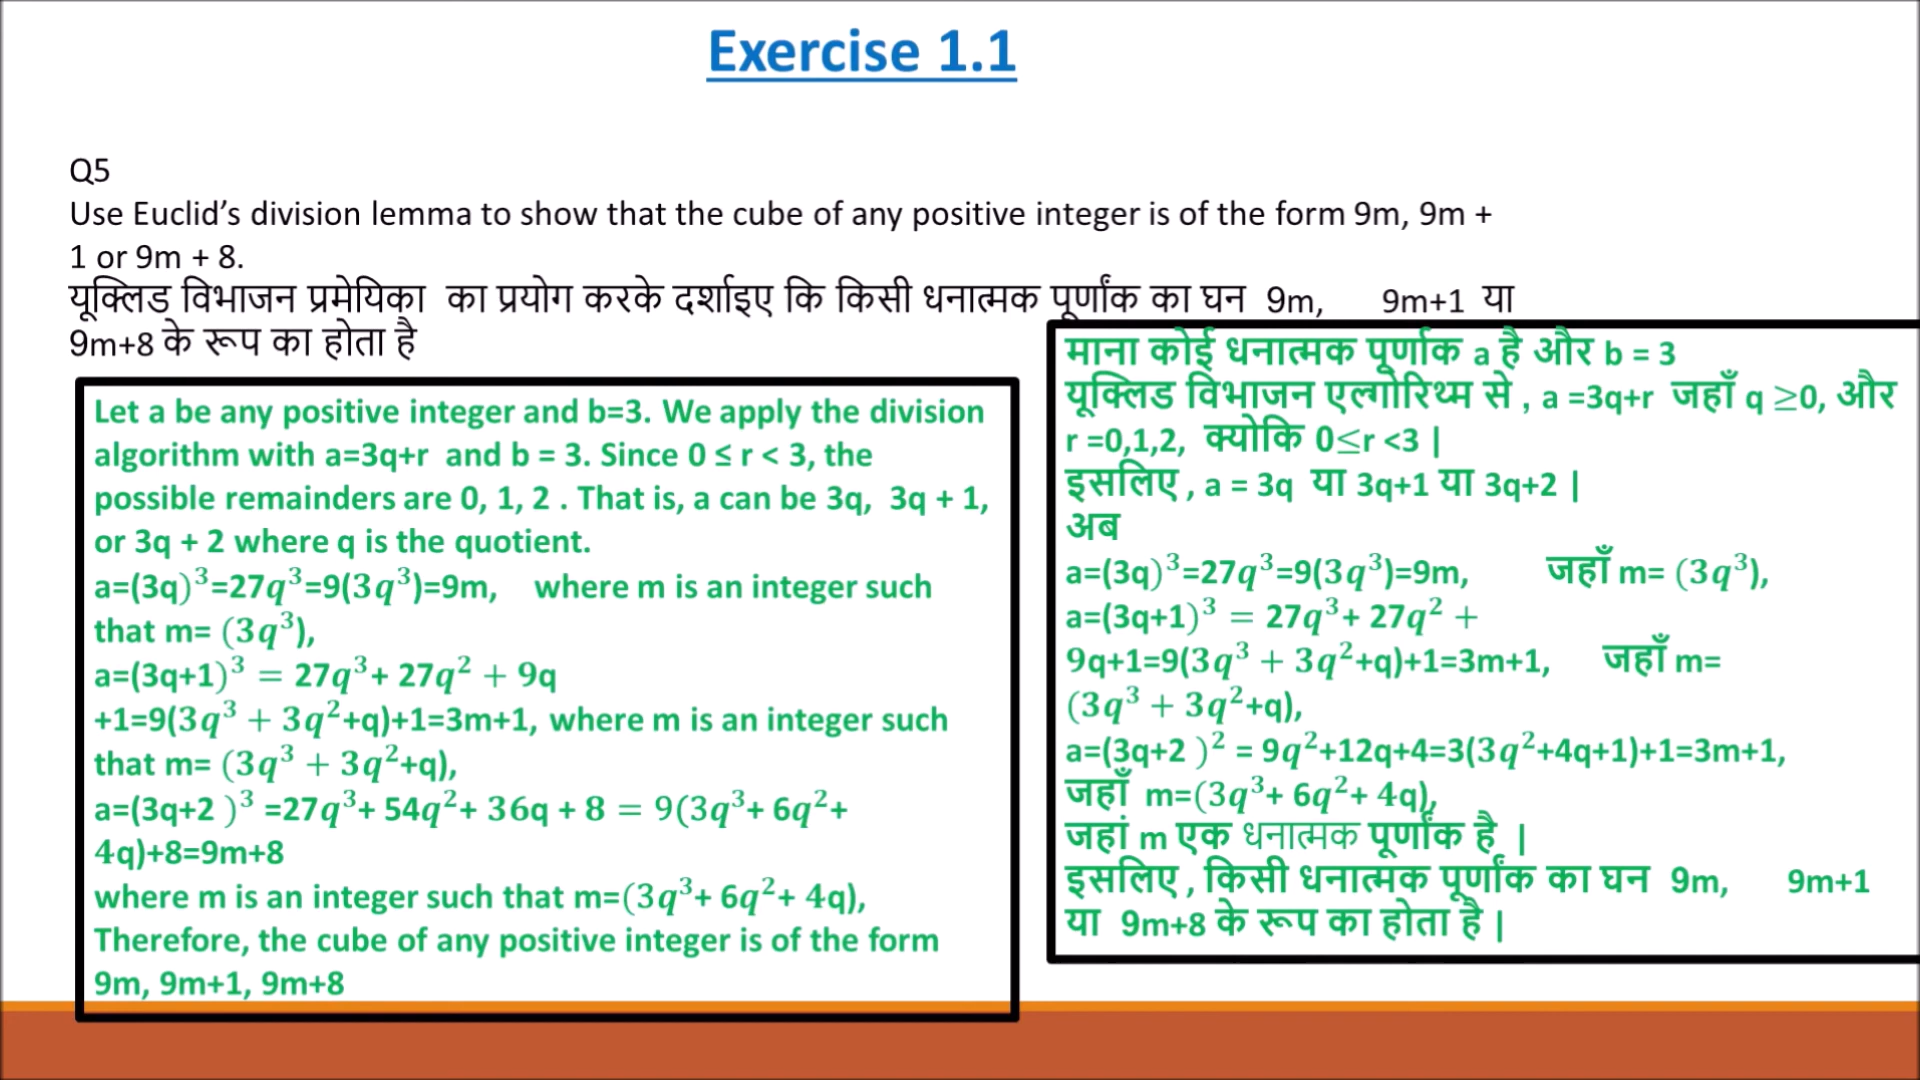 Exercise 1.1
Q5
Use Euclid’s division lemma to show that the cube of any positive integer is of the form 9m, 9m +
1 or 9m + 8.
यूक्लिड विभाजन प्रमेयिका का प्रयोग करके दर्शाइए कि किसी धनात्मक पूर्णांक का घन 9m, 9m+1 या
9m+8 के रूप का होता है
Let a be any positive integer and b=3. We apply the division
algorithm with a=3q+r and b = 3. Since 0 ≤ r < 3, the
possible remainders are 0, 1, 2 . That is, a can be 3q, 3q + 1,
or 3q + 2 where q is the quotient.
a=(3q)³=27q³=9(3q³)=9m, where m is an integer such
that m= (3q³),
a=(3q+1)³ = 27q³+ 27q² + 9q
+1=9(3q³ + 3q²+q)+1=3m+1, where m is an integer such
that m= (3q³ + 3q²+q),
a=(3q+2 )³ =27q³+ 54q²+ 36q + 8 = 9(3q³+ 6q²+
4q)+8=9m+8
where m is an integer such that m=(3q³+ 6q²+ 4q),
Therefore, the cube of any positive integer is of the form
9m, 9m+1, 9m+8
माना कोई धनात्मक पूर्णाक a है और b = 3
यूक्लिड विभाजन एल्गोरिथ्म से , a =3q+r जहाँ q ≥0, और
r =0,1,2, क्योकि 0≤r <3 |
इसलिए , a = 3q या 3q+1 या 3q+2 |
अब
a=(3q)³=27q³=9(3q³)=9m, जहाँ m= (3q³),
a=(3q+1)³ = 27q³+ 27q² +
9q+1=9(3q³ + 3q²+q)+1=3m+1, जहाँ m=
(3q³ + 3q²+q),
a=(3q+2 )² = 9q²+12q+4=3(3q²+4q+1)+1=3m+1,
जहाँ m=(3q³+ 6q²+ 4q),
जहां m एक धनात्मक पूर्णांक है |
इसलिए , किसी धनात्मक पूर्णांक का घन 9m, 9m+1
या 9m+8 के रूप का होता है |